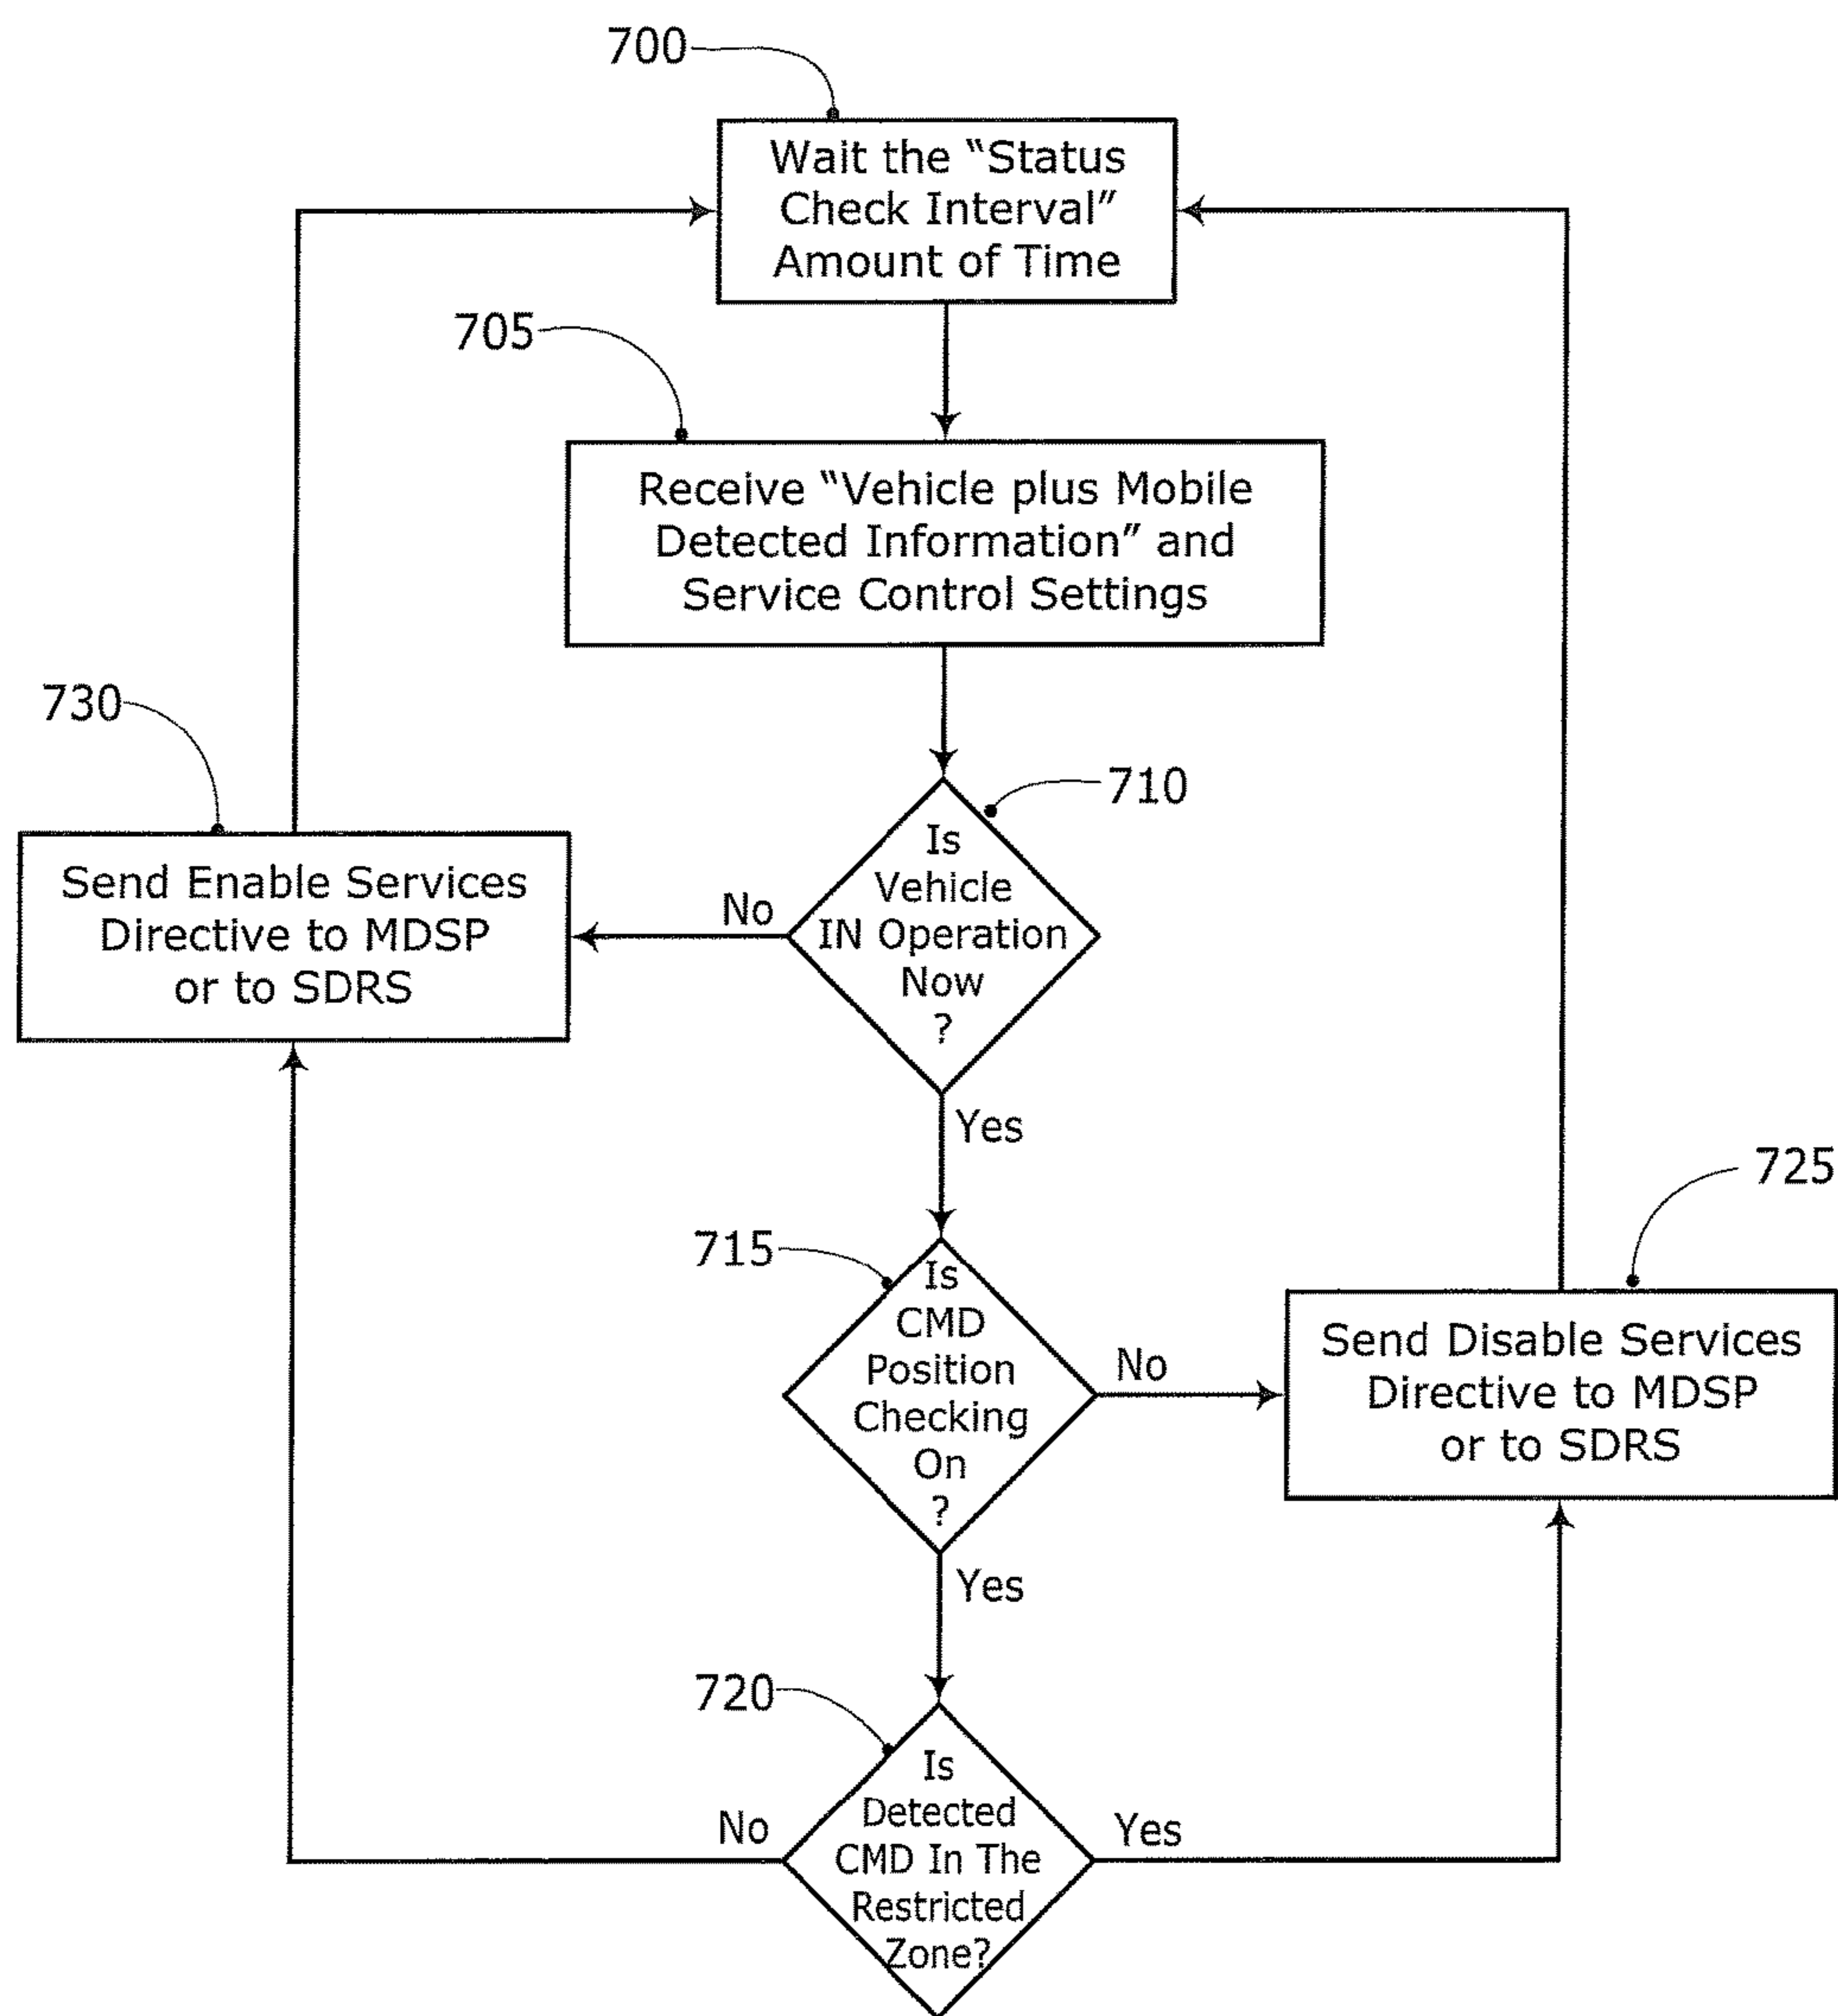 700
Wait the “Status
Check Interval”
Amount of Time
705
Receive “Vehicle plus Mobile
Detected Information” and
Service Control Settings
730
Send Enable Services
Directive to MDSP
or to SDRS
710
Is
Vehicle
IN Operation
Now
?
No
Yes
715
Is
CMD
Position
Checking
On
?
No
Yes
725
Send Disable Services
Directive to MDSP
or to SDRS
720
Is
Detected
CMD In The
Restricted
Zone?
No
Yes